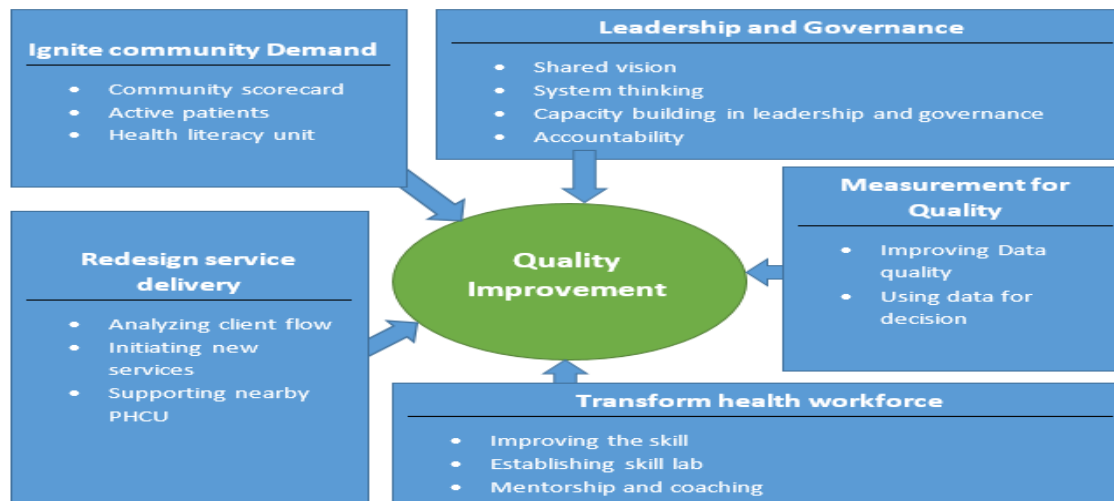 Ignite community Demand
• Community scorecard
• Active patients
• Health literacy unit
Leadership and Governance
• Shared vision
• System thinking
• Capacity building in leadership and governance
• Accountability
Measurement for
Quality
• Improving Data
quality
• Using data for
decision
Quality
Improvement
Redesign service
delivery
• Analyzing client flow
• Initiating new
services
• Supporting nearby
PHCU
Transform health workforce
• Improving the skill
• Establishing skill lab
• Mentorship and coaching